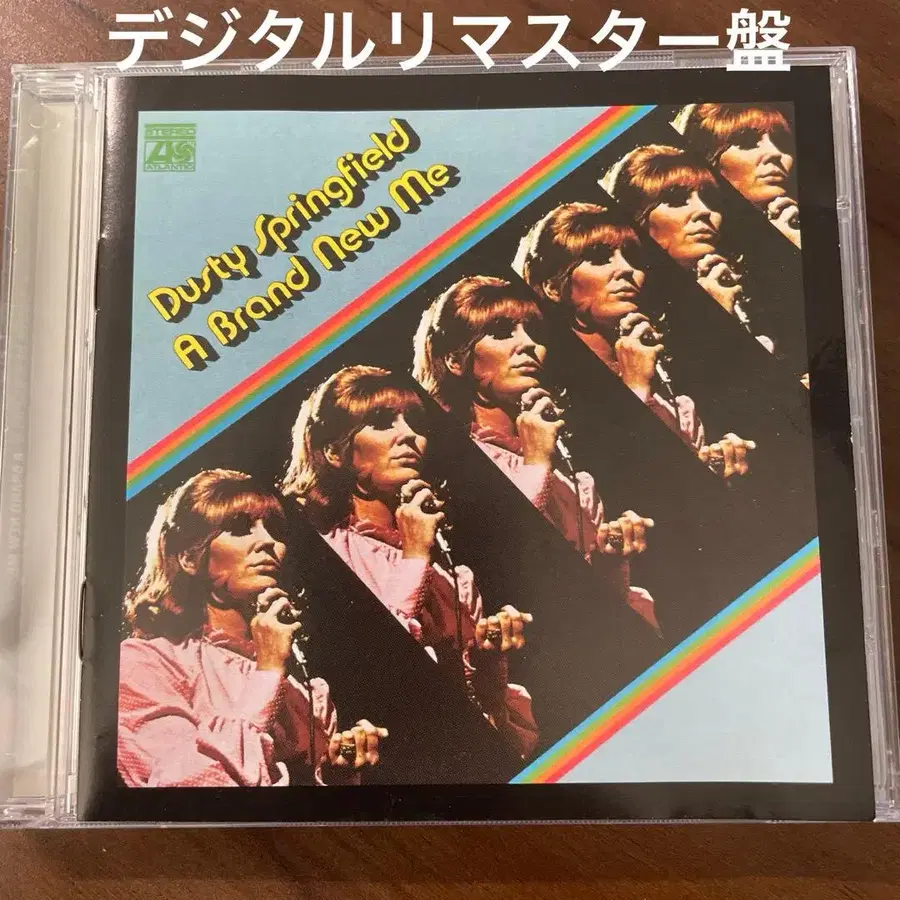 デジタルリマスター盤
STEREO
ATLANTIC
Dusty Springfield
A Brand New Me